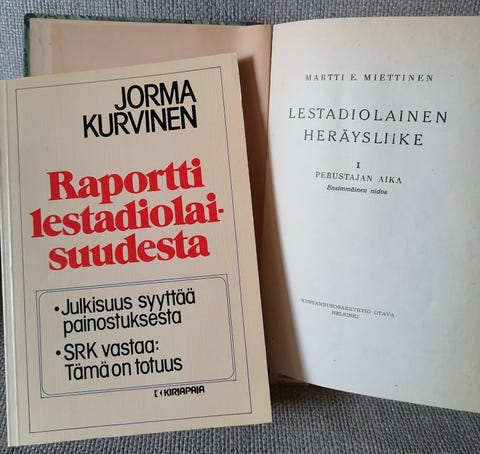 JORMA
KURVINEN
Raportti
lestadiolai-
suudesta
• Julkisuus syyttää
painostuksesta
• SRK vastaa:
Tämä on totuus
KIRJAPAJA
MARTTI E. MIETTINEN
LESTADIOLAINEN
HERÄYSLIIKE
I
PERUSTAJAN AIKA
Ensimmäinen nidos
KUSTANNUSOSAKEYHTIÖ OTAVA
HELSINKI